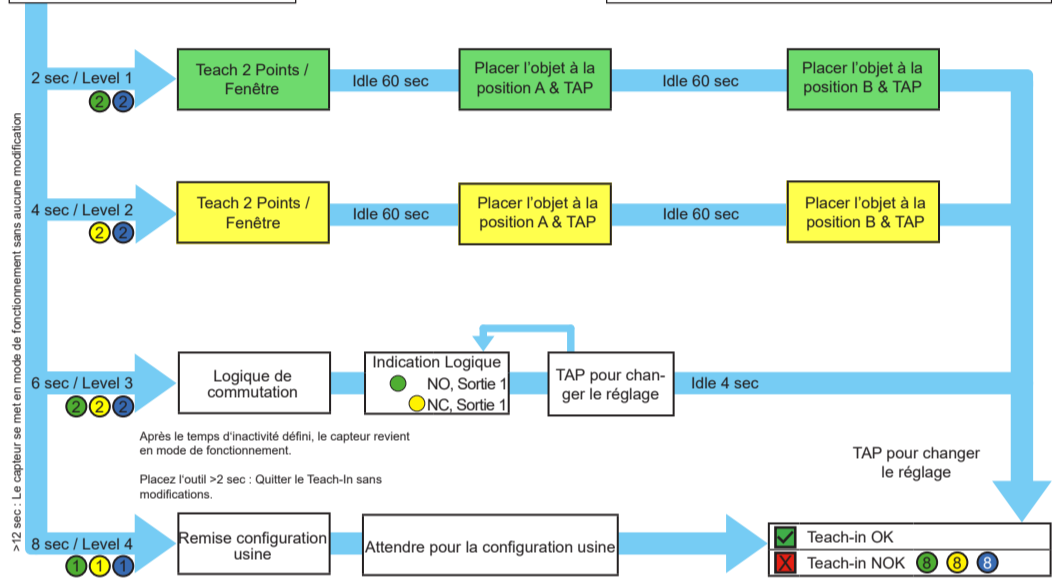 2 sec / Level 1
2 2
Teach 2 Points /
Fenêtre
Idle 60 sec
Placer l'objet à la
position A & TAP
Idle 60 sec
Placer l'objet à la
position B & TAP
4 sec / Level 2
2 2
Teach 2 Points /
Fenêtre
Idle 60 sec
Placer l'objet à la
position A & TAP
Idle 60 sec
Placer l'objet à la
position B & TAP
>12 sec : Le capteur se met en mode de fonctionnement sans aucune modification
6 sec / Level 3
2 2 2
Logique de
commutation
Indication Logique
NO, Sortie 1
NC, Sortie 1
TAP pour chan-
ger le réglage
Idle 4 sec
Après le temps d'inactivité défini, le capteur revient
en mode de fonctionnement.
Placez l'outil >2 sec : Quitter le Teach-In sans
modifications.
TAP pour changer
le réglage
8 sec / Level 4
1 1 1
Remise configuration
usine
Attendre pour la configuration usine
Teach-in OK
Teach-in NOK 8 8 8